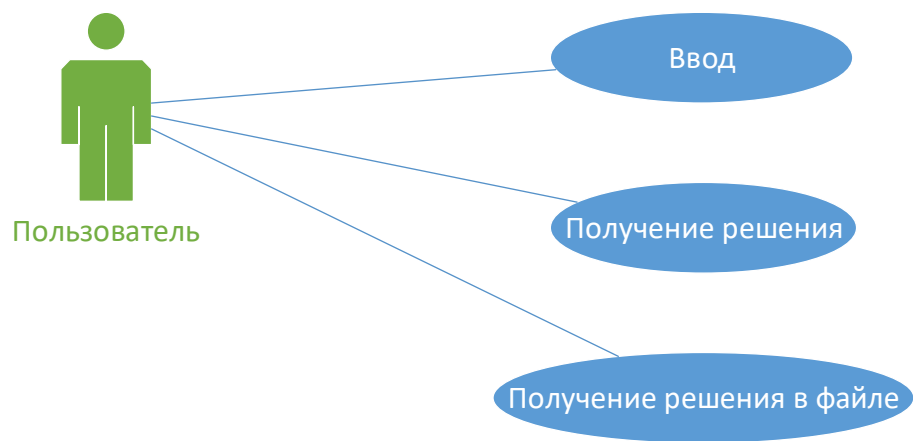 Ввод
Пользователь
Получение решения
Получение решения в файле